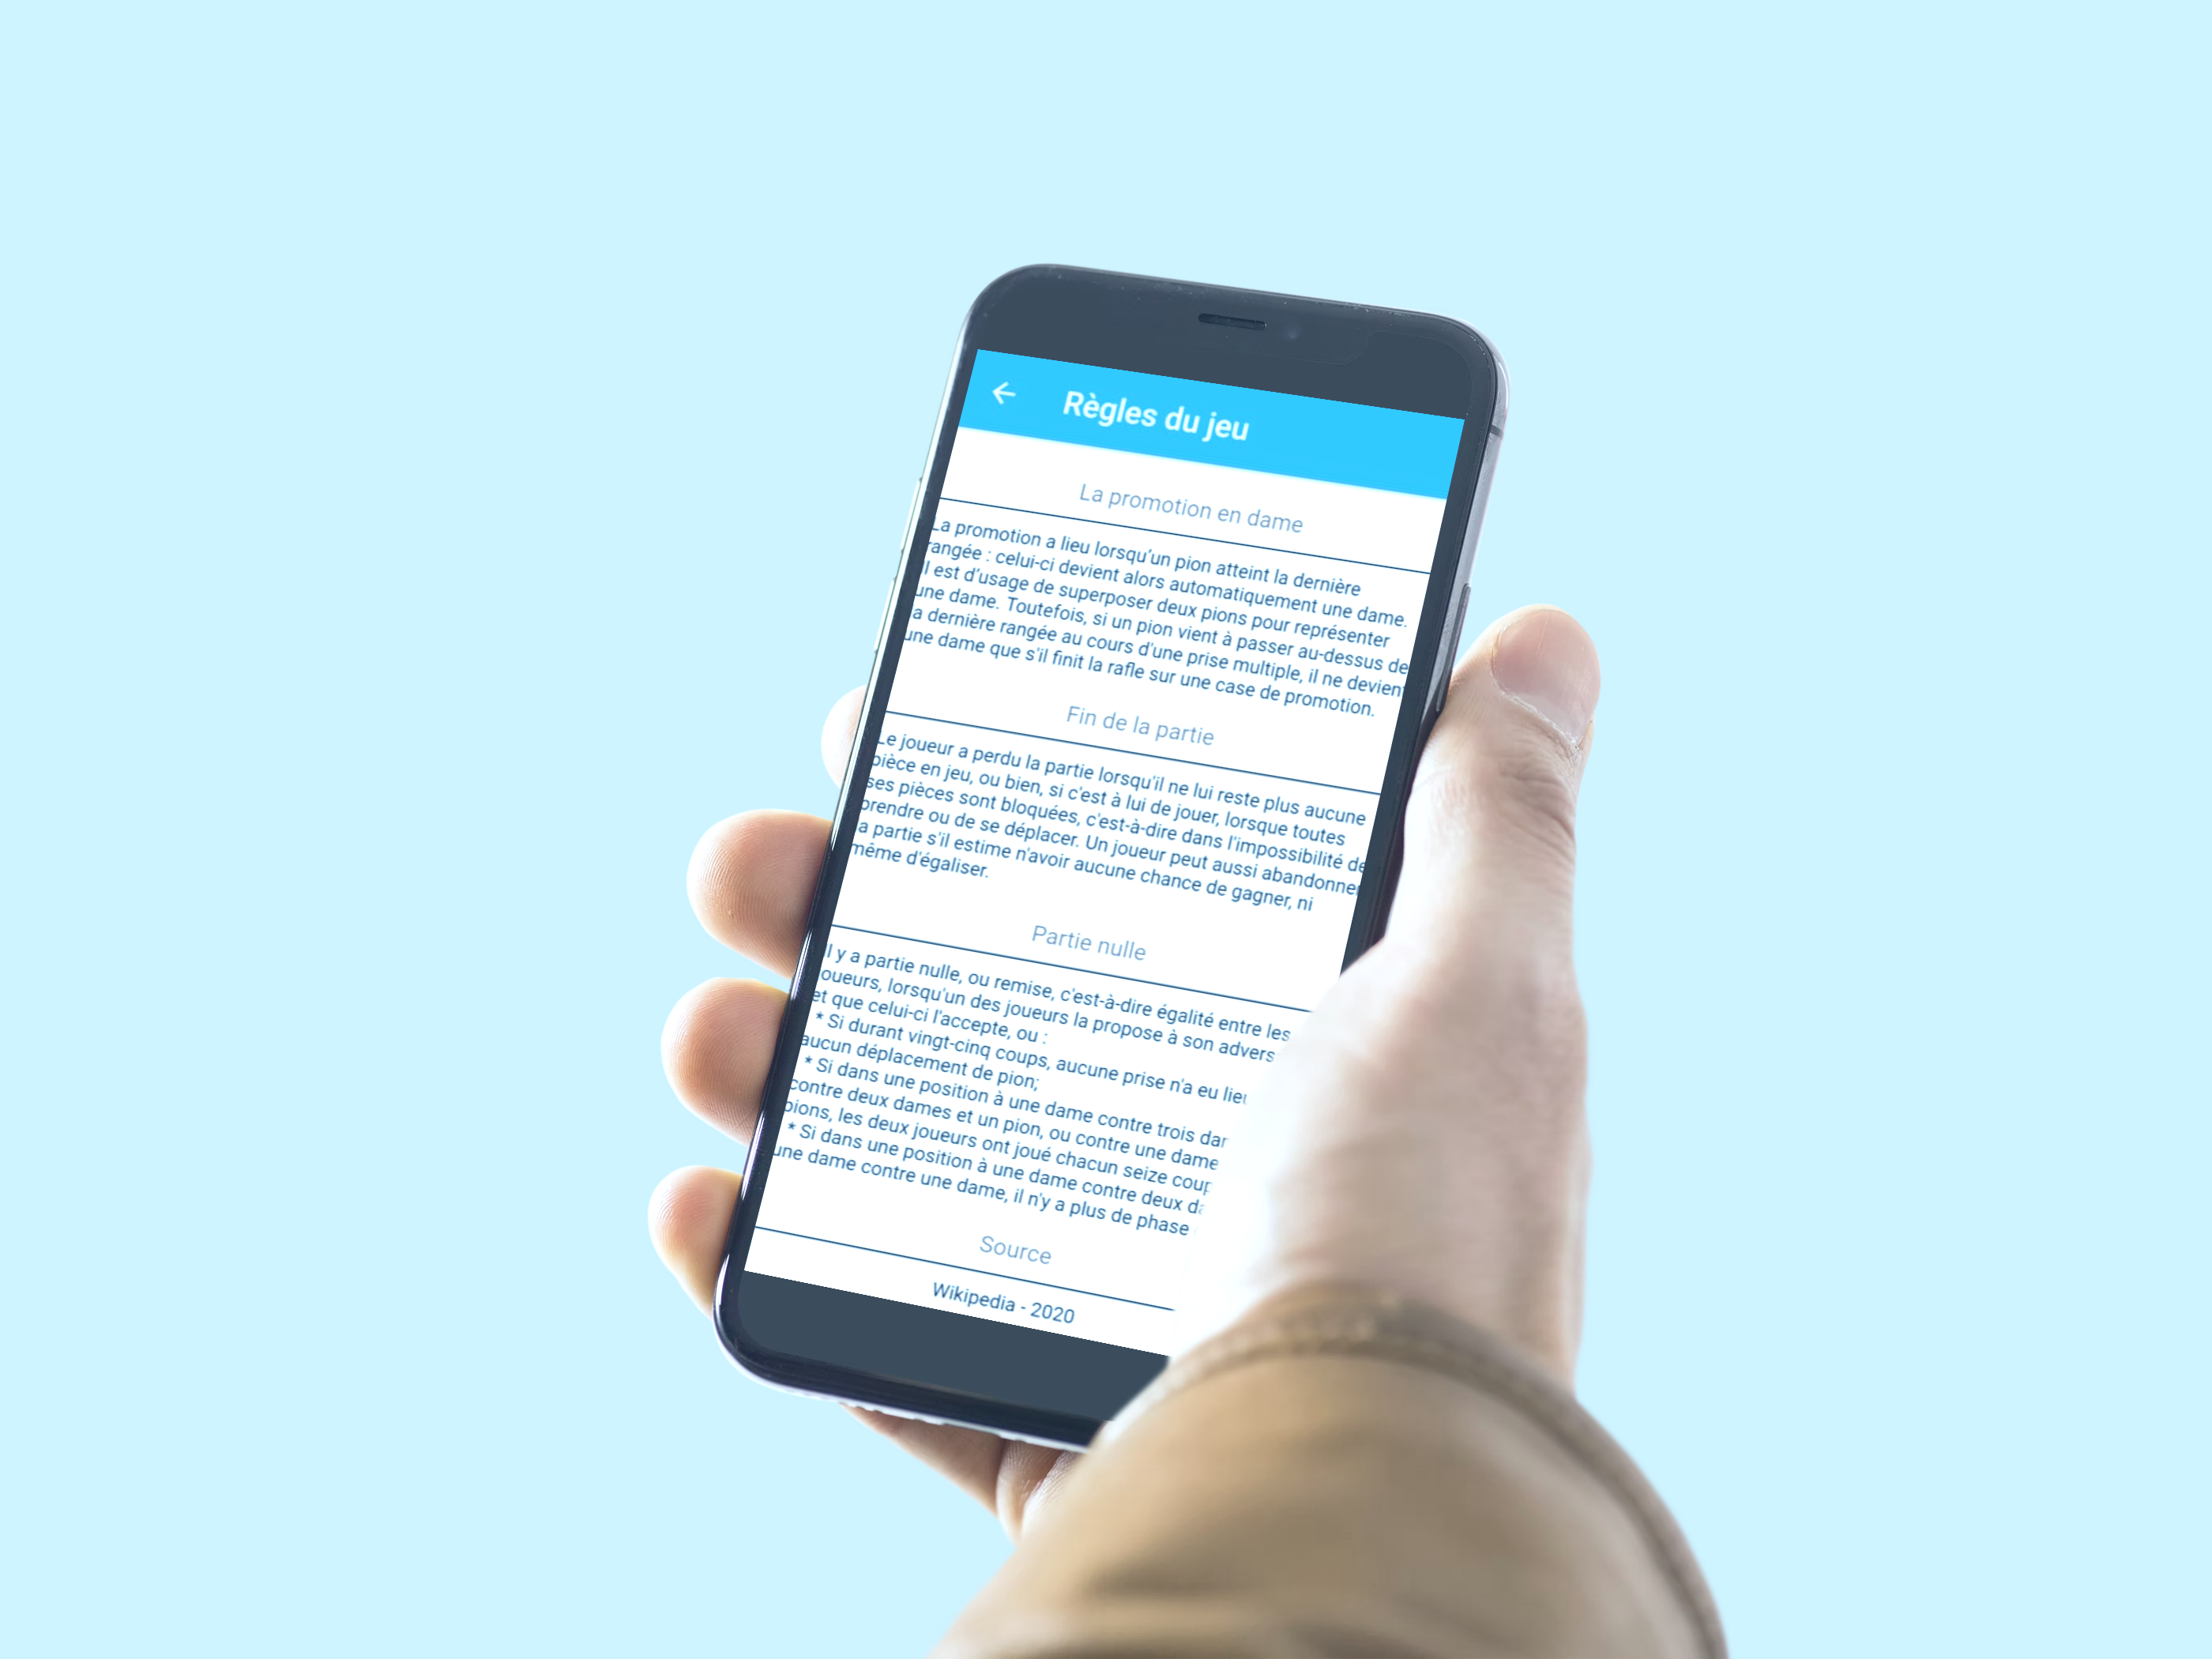 Règles du jeu
La promotion en dame
La promotion a lieu lorsqu'un pion atteint la dernière
rangée : celui-ci devient alors automatiquement une dame.
Il est d'usage de superposer deux pions pour représenter
une dame. Toutefois, si un pion vient à passer au-dessus de
la dernière rangée au cours d'une prise multiple, il ne devient
une dame que s'il finit la rafle sur une case de promotion.
Fin de la partie
Le joueur a perdu la partie lorsqu'il ne lui reste plus aucune
pièce en jeu, ou bien, si c'est à lui de jouer, lorsque toutes
ses pièces sont bloquées, c'est-à-dire dans l'impossibilité de
prendre ou de se déplacer. Un joueur peut aussi abandonner
la partie s'il estime n'avoir aucune chance de gagner, ni
même d'égaliser.
Partie nulle
Il y a partie nulle, ou remise, c'est-à-dire égalité entre les
joueurs, lorsqu'un des joueurs la propose à son
et que celui-ci l'accepte, ou :
* Si durant vingt-cinq coups, aucune prise n'a eu lieu
aucun déplacement de pion;
* Si dans une position à une dame contre trois
contre deux dames et un pion, ou contre une dame
pions, les deux joueurs ont joué chacun seize
* Si dans une position à une dame contre deux
une dame contre une dame, il n'y a plus de phase
Source
Wikipedia - 2020